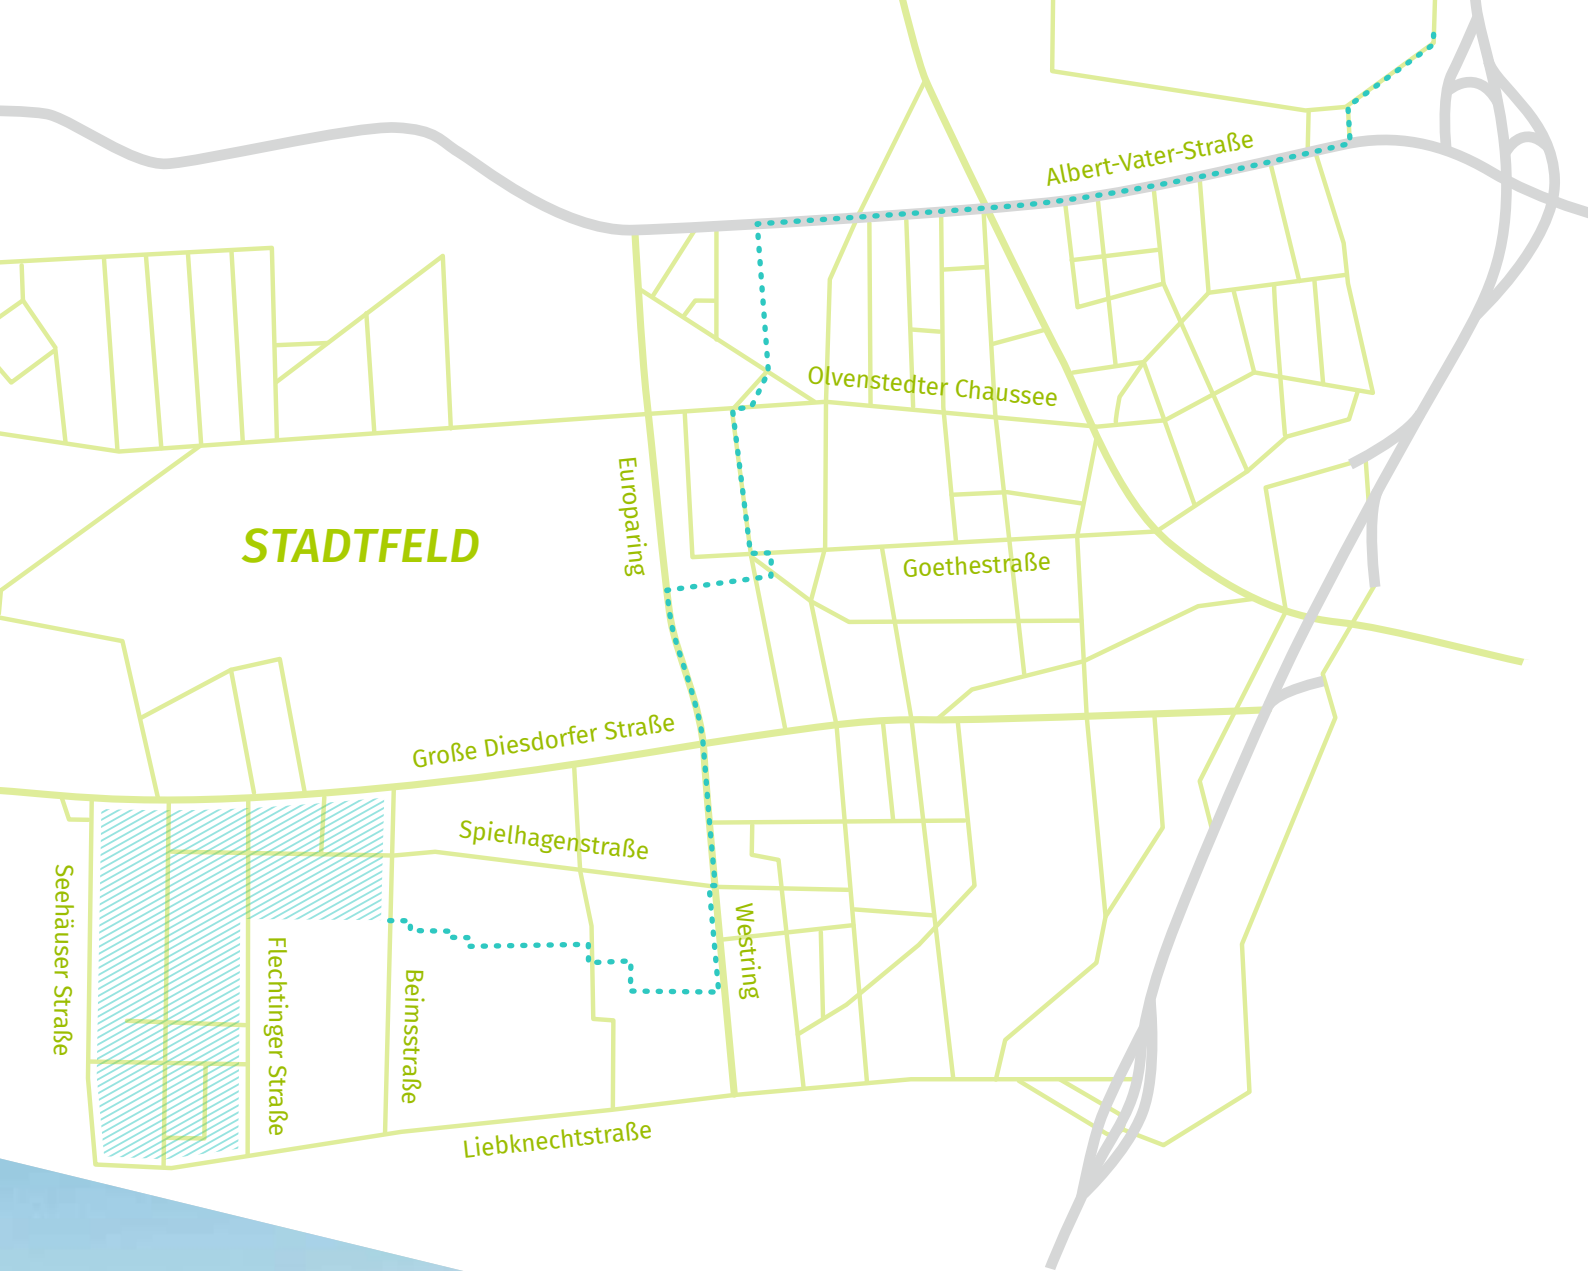 Albert-Vater-Straße
Olvenstedter Chaussee
Europaring
STADTFELD
Goethestraße
Große Diesdorfer Straße
Spielhagenstraße
Seehäuser Straße
Westring
Flechtinger Straße
Beimsstraße
Liebknechtstraße